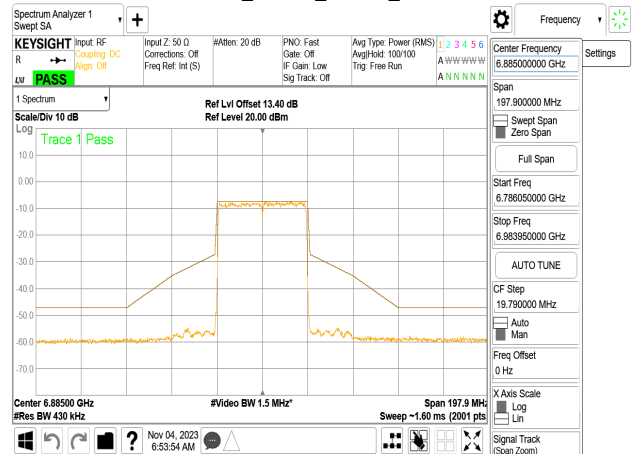 Spectrum Analyzer 1
Swept SA
Frequency
KEYSIGHT
R
LNI PASS
Input: RF
Coupling: DC
Align: Off
Input Z: 50 Ω
Corrections: Off
Freq Ref: Int (S)
#Atten: 20 dB
PNO: Fast
Gate: Off
IF Gain: Low
Sig Track: Off
Avg Type: Power (RMS)
Avg|Hold: 100/100
Trig: Free Run
1 2 3 4 5 6
A W W W W W
A N N N N N
1 Spectrum
Scale/Div 10 dB
Ref Lvl Offset 13.40 dB
Ref Level 20.00 dBm
Log
Trace 1 Pass
10.0
0.00
-10.0
-20.0
-30.0
-40.0
-50.0
-60.0
-70.0
Center 6.88500 GHz
#Video BW 1.5 MHz*
Span 197.9 MHz
#Res BW 430 kHz
Sweep ~1.60 ms (2001 pts
?
Nov 04, 2023
6:53:54 AM
Center Frequency
6.885000000 GHz
Settings
Span
197.900000 MHz
Swept Span
Zero Span
Full Span
Start Freq
6.786050000 GHz
Stop Freq
6.983950000 GHz
AUTO TUNE
CF Step
19.790000 MHz
Auto
Man
Freq Offset
0 Hz
X Axis Scale
Log
Lin
Signal Track
(Span Zoom)